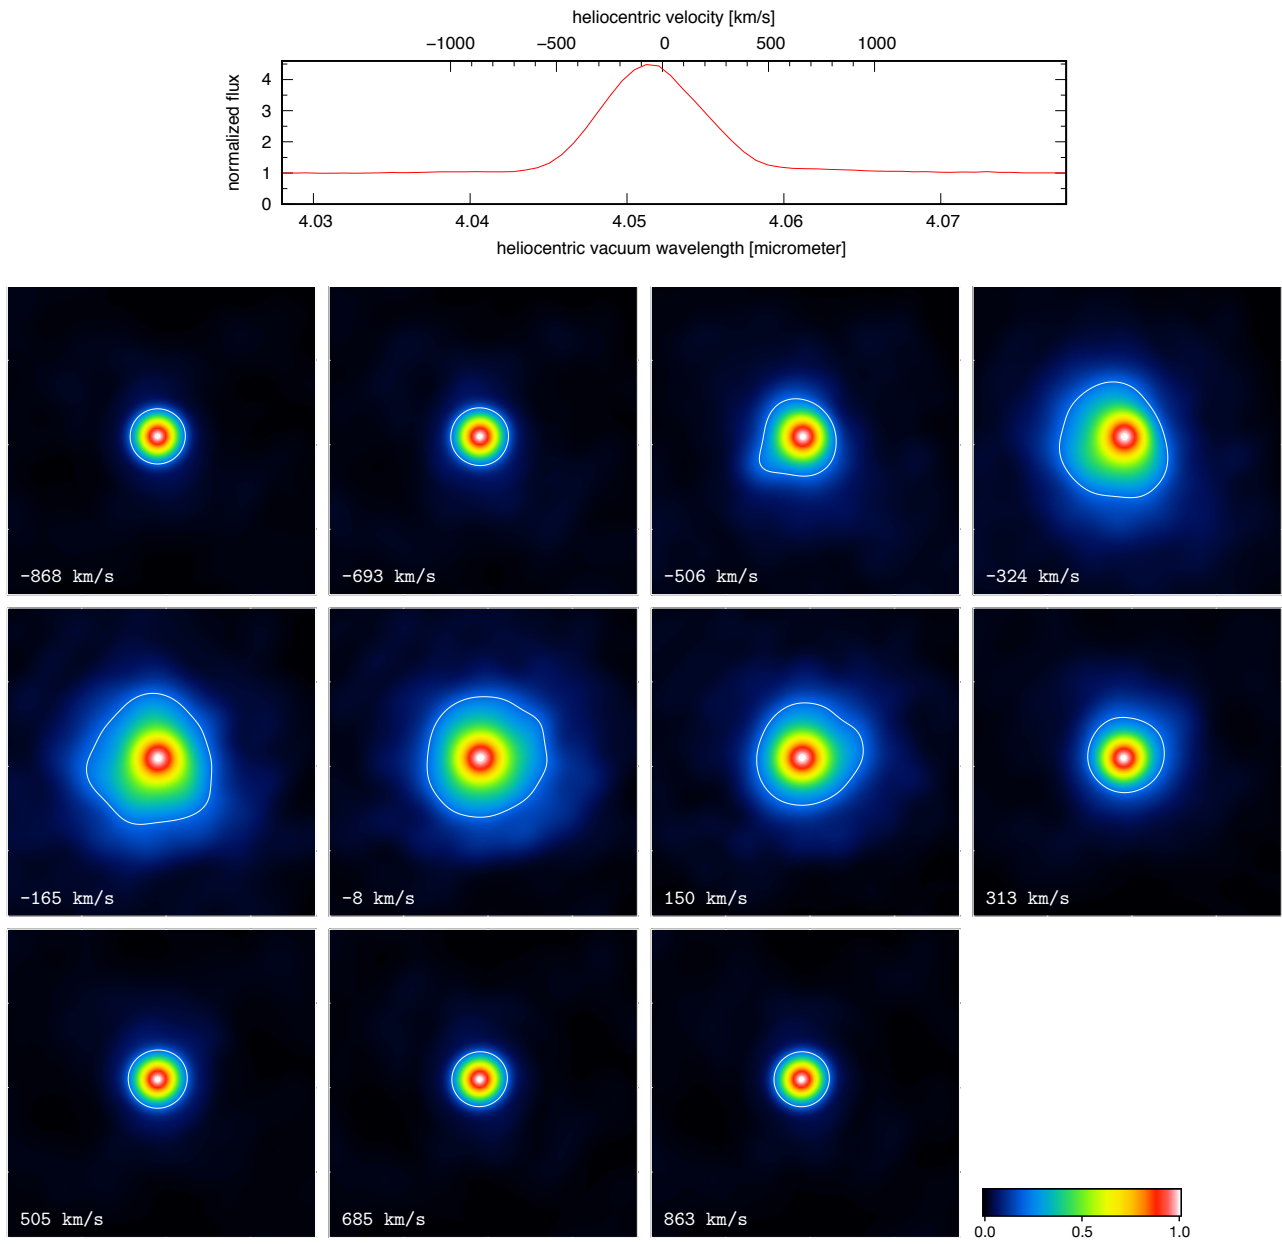 heliocentric velocity [km/s]
−1000 −500 0 500 1000
normalized flux
4
3
2
1
0
4.03 4.04 4.05 4.06 4.07
heliocentric vacuum wavelength [micrometer]
-868 km/s
-693 km/s
-506 km/s
-324 km/s
-165 km/s
-8 km/s
150 km/s
313 km/s
505 km/s
685 km/s
863 km/s
0.0 0.5 1.0